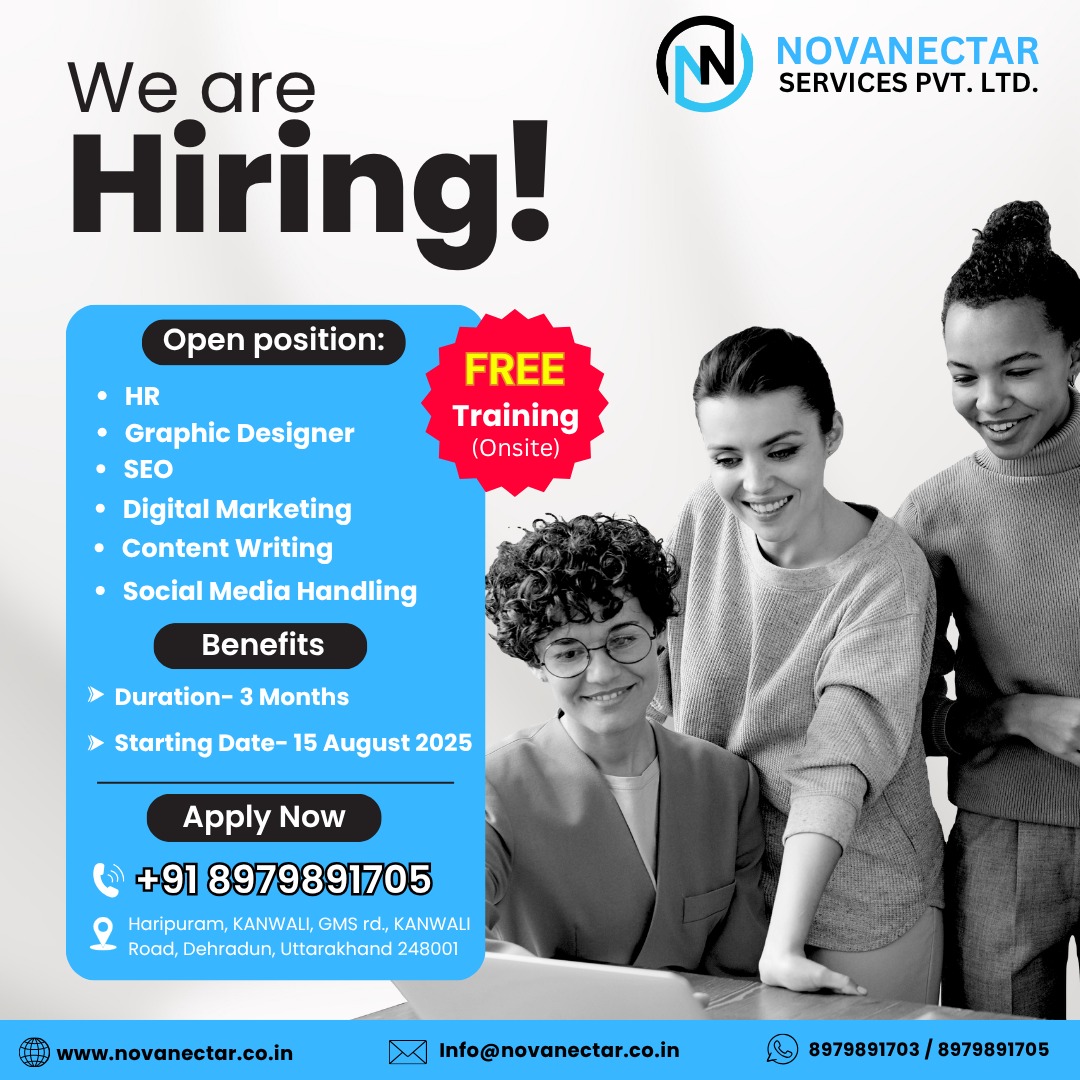 NOVANECTAR
SERVICES PVT. LTD.
We are
Hiring!
Open position:
• HR
• Graphic Designer
• SEO
• Digital Marketing
• Content Writing
• Social Media Handling
FREE
Training
(Onsite)
Benefits
➤ Duration- 3 Months
➤ Starting Date- 15 August 2025
Apply Now
+91 8979891705
Haripuram, KANWALI, GMS rd., KANWALI
Road, Dehradun, Uttarakhand 248001
www.novanectar.co.in
Info@novanectar.co.in
8979891703 / 8979891705